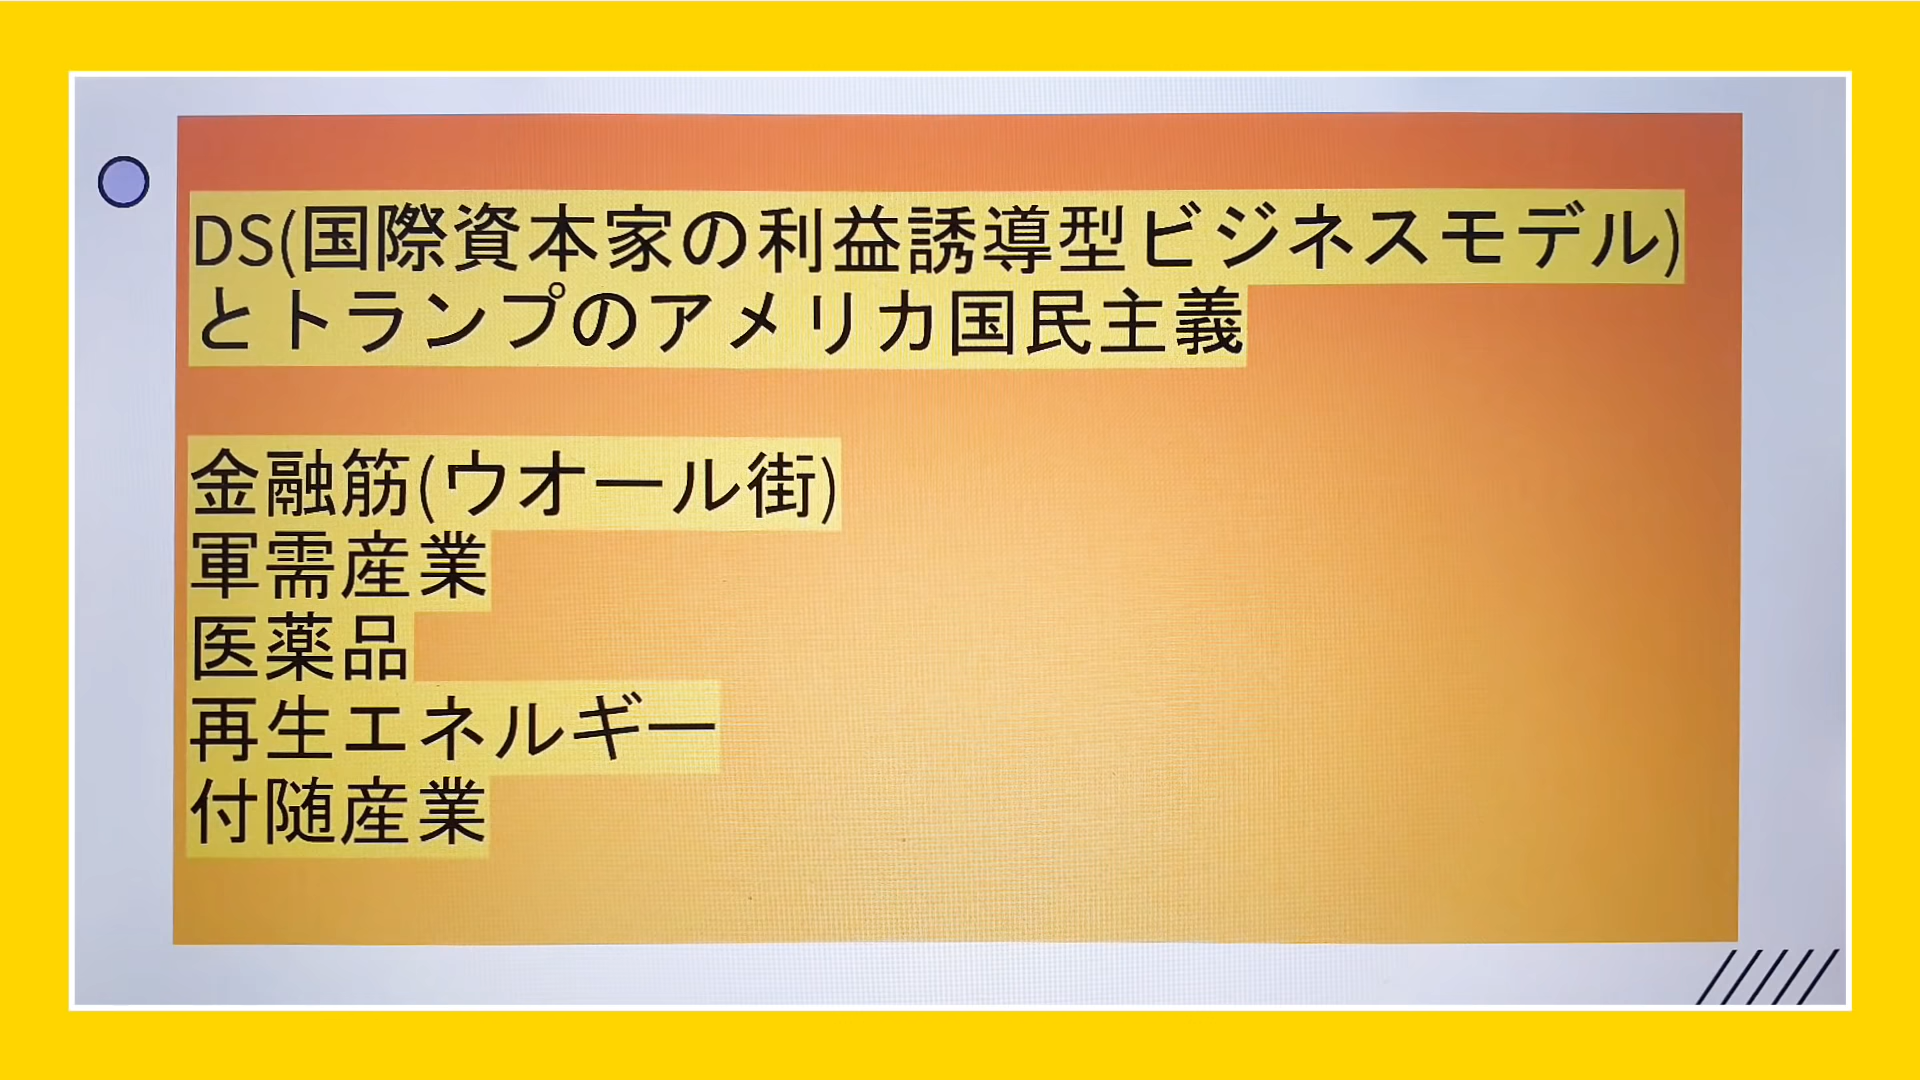 DS(国際資本家の利益誘導型ビジネスモデル)
とトランプのアメリカ国民主義
金融筋(ウオール街)
軍需産業
医薬品
再生エネルギー
付随産業